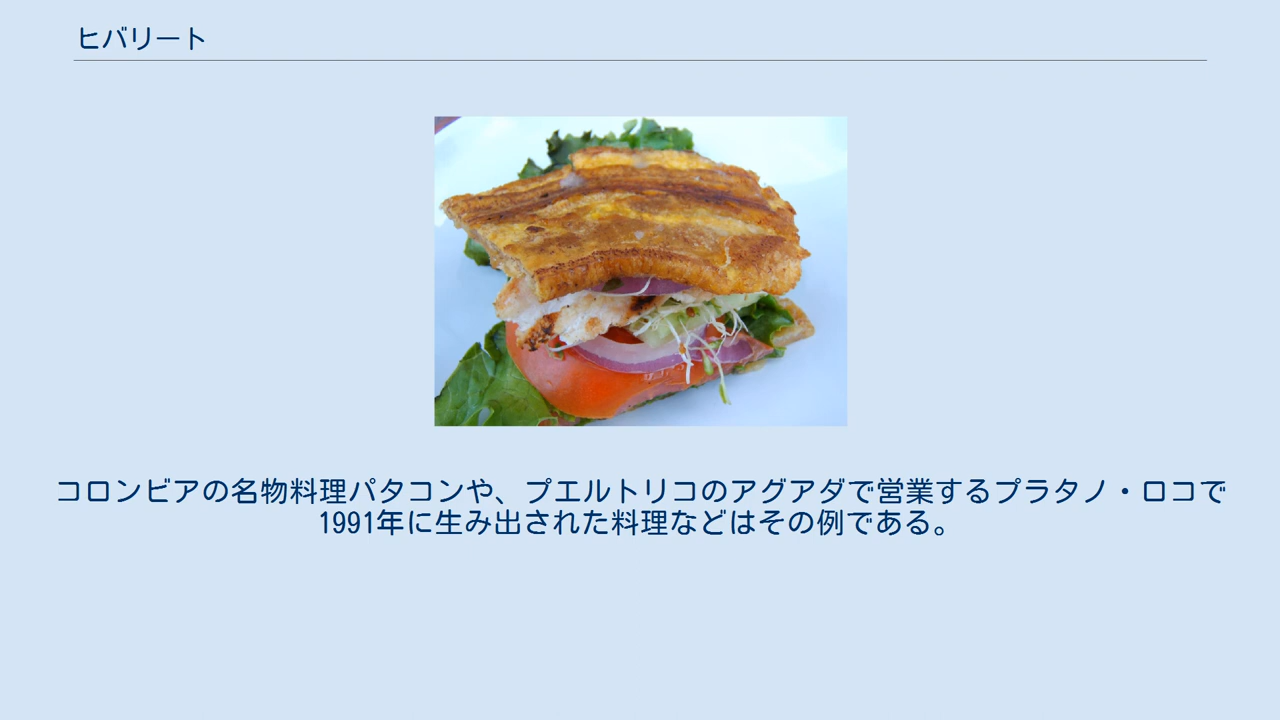 ヒバリート
コロンビアの名物料理パタコンや、プエルトリコのアグアダで営業するプラタノ・ロコで
1991年に生み出された料理などはその例である。